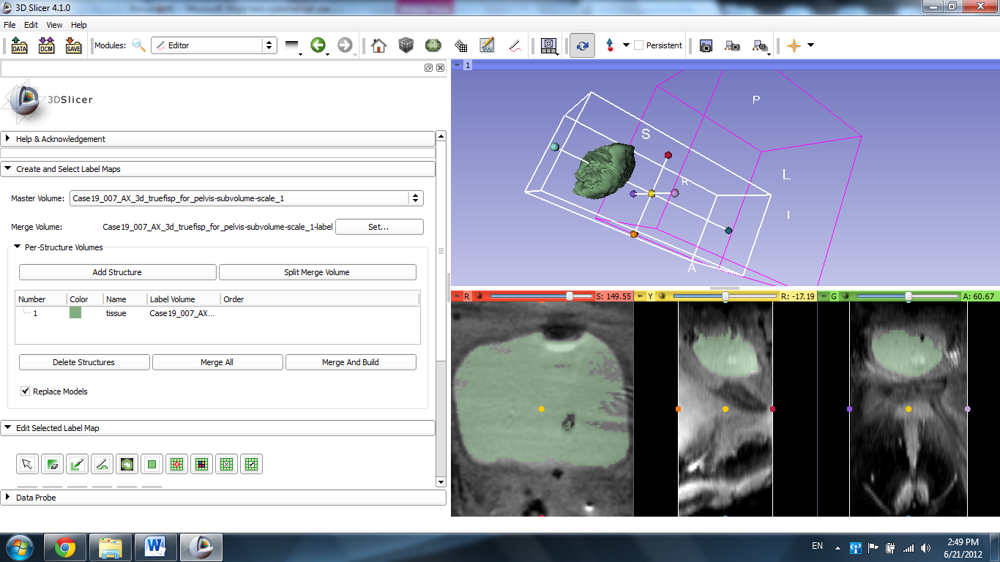 3D Slicer 4.1.0
File Edit View Help
DATA DCM SAVE Modules: Editor Persistent
1
3DSlicer
Help & Acknowledgement
Create and Select Label Maps
Master Volume: Case19_007_AX_3d_truefisp_for_pelvis-subvolume-scale_1
Merge Volume: Case19_007_AX_3d_truefisp_for_pelvis-subvolume-scale_1-label Set...
Per-Structure Volumes
Add Structure Split Merge Volume
Number Color Name Label Volume Order
1 tissue Case19_007_AX...
Delete Structures Merge All Merge And Build
Replace Models
Edit Selected Label Map
Data Probe
P
S
L
R
I
A
R S: 149.55 Y R: -17.19 G A: 60.67
EN 2:49 PM
6/21/2012